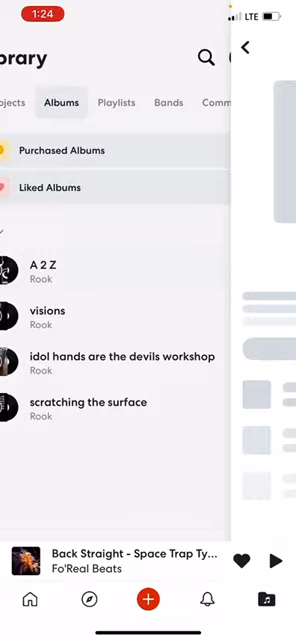 1:24
LTE
brary
ojects Albums Playlists Bands Comm
Purchased Albums
Liked Albums
A 2 Z
Rook
visions
Rook
idol hands are the devils workshop
Rook
scratching the surface
Rook
Back Straight - Space Trap Ty...
Fo'Real Beats